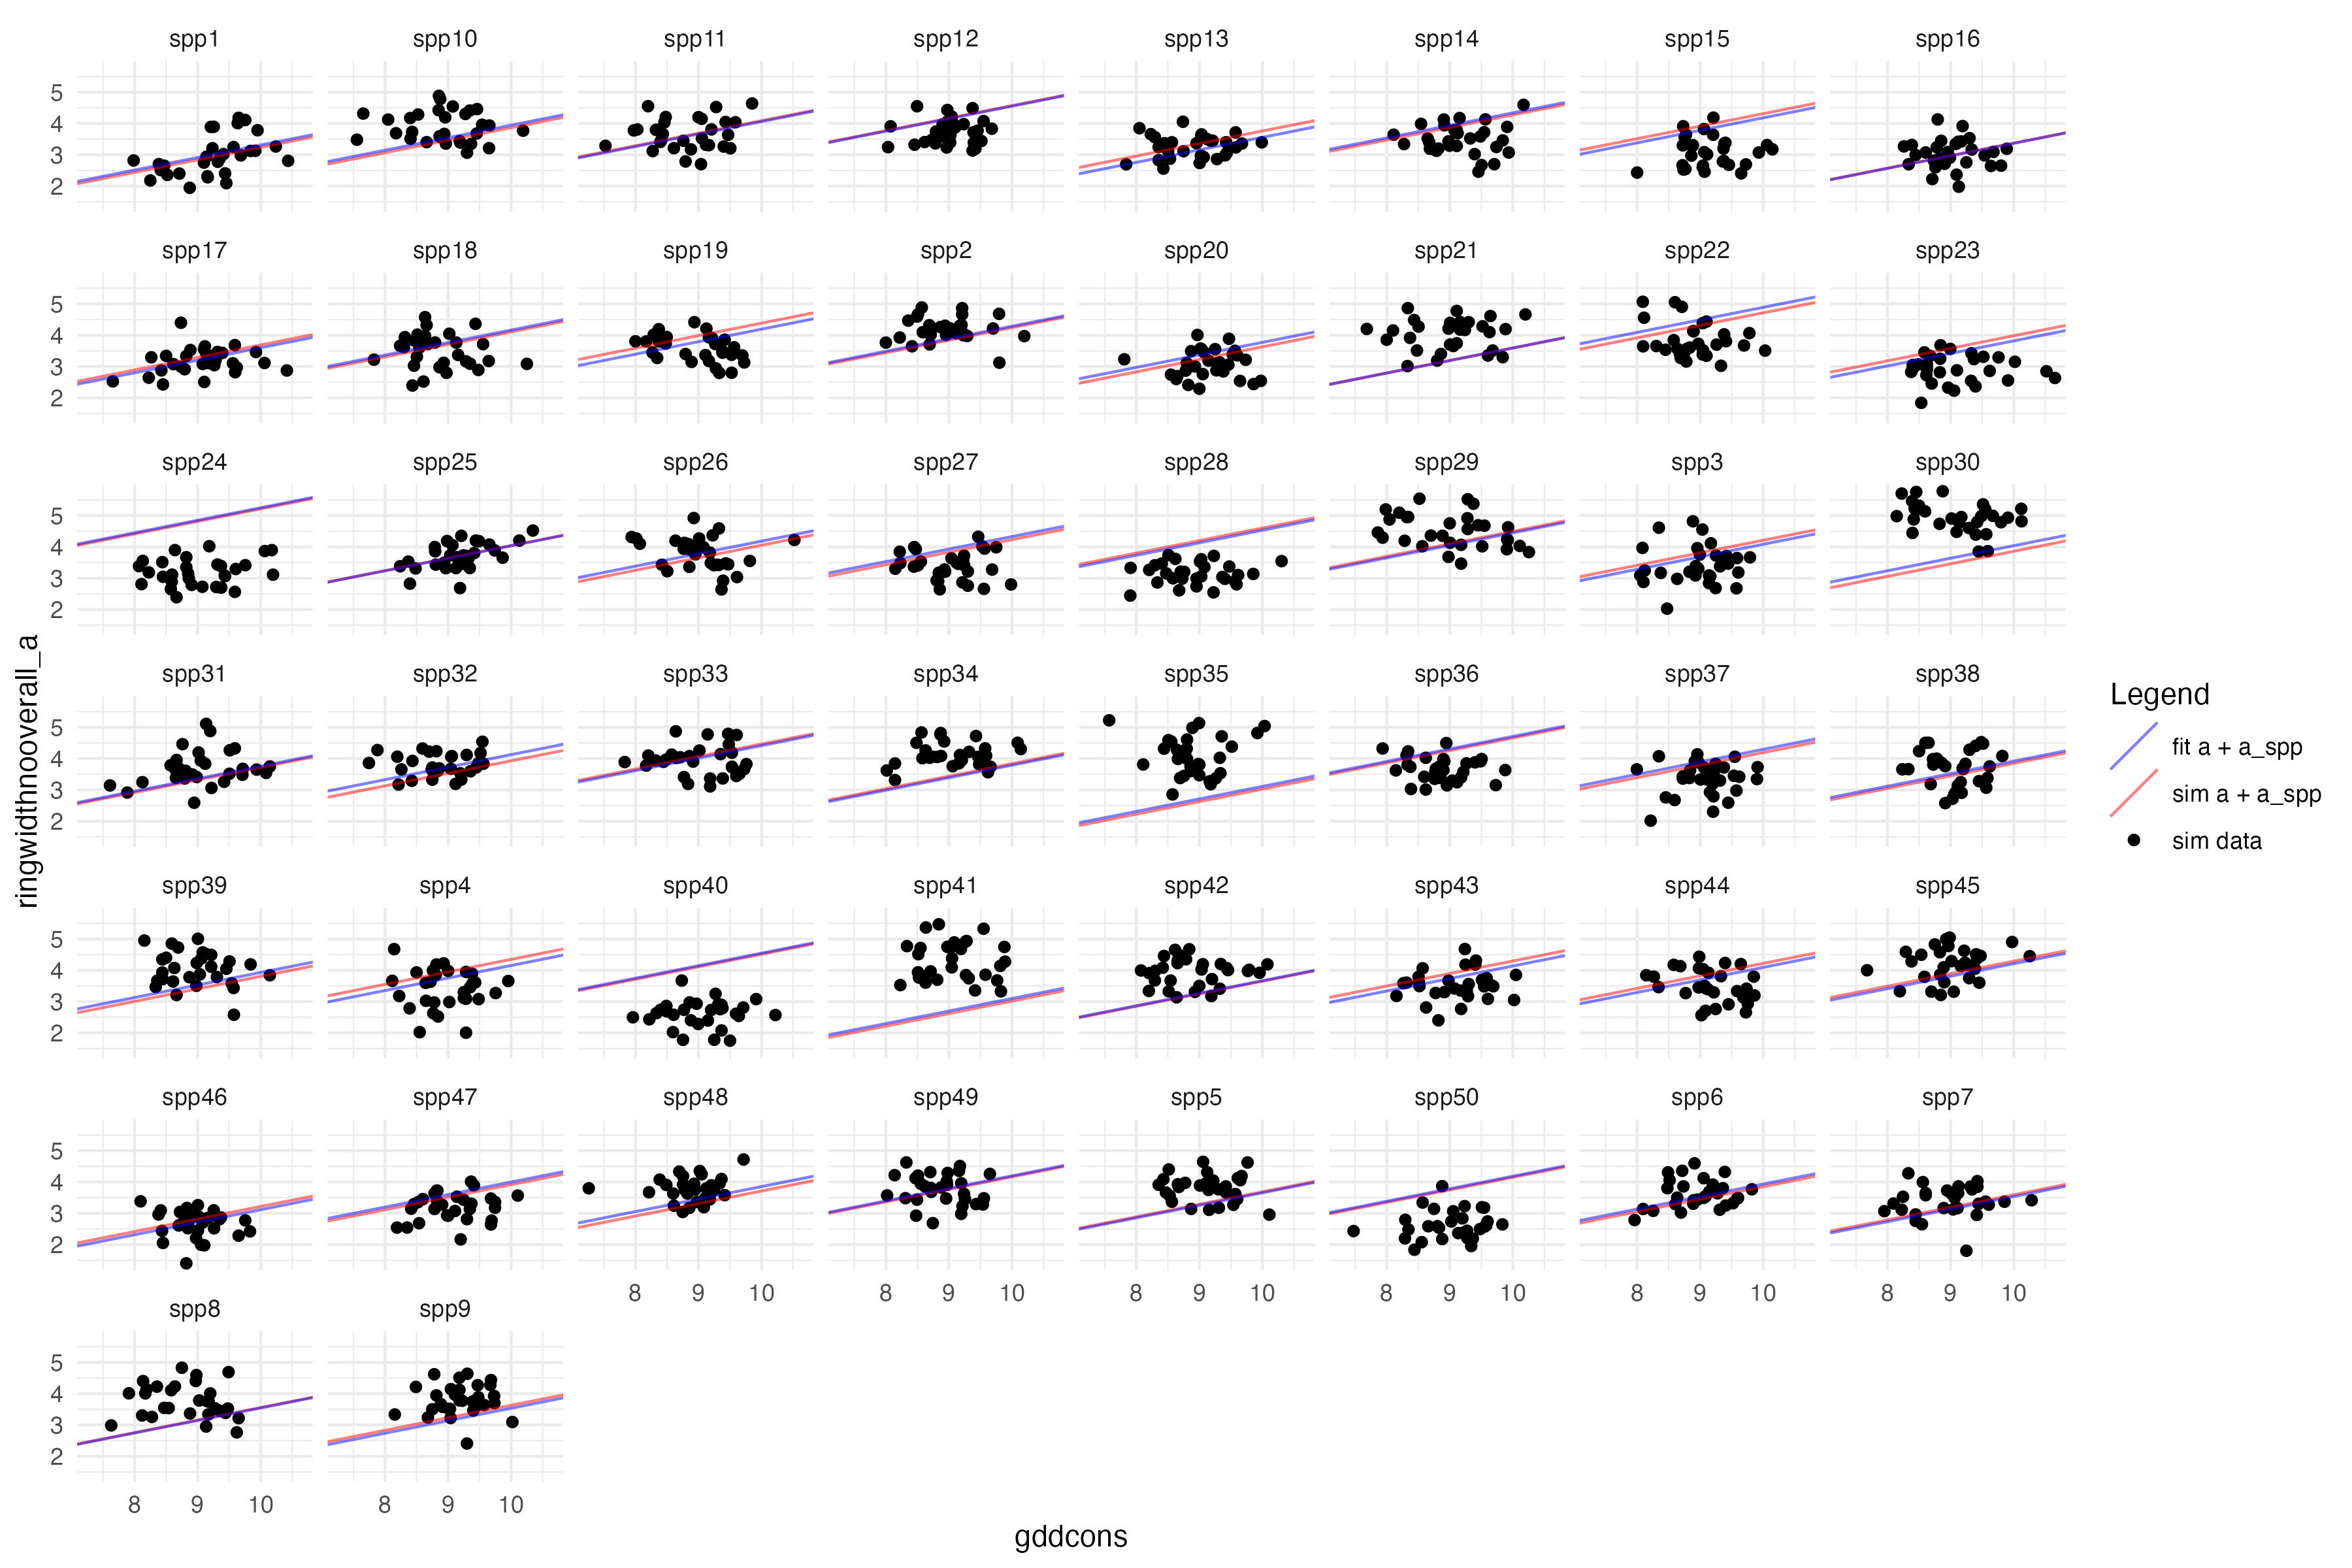 spp1 spp10 spp11 spp12 spp13 spp14 spp15 spp16
5
4
3
2
spp17 spp18 spp19 spp2 spp20 spp21 spp22 spp23
5
4
3
2
spp24 spp25 spp26 spp27 spp28 spp29 spp3 spp30
5
4
3
2
spp31 spp32 spp33 spp34 spp35 spp36 spp37 spp38
5
4
3
2
spp39 spp4 spp40 spp41 spp42 spp43 spp44 spp45
5
4
3
2
spp46 spp47 spp48 spp49 spp5 spp50 spp6 spp7
5
4
3
2
8 9 10 8 9 10 8 9 10 8 9 10 8 9 10 8 9 10
spp8 spp9
5
4
3
2
8 9 10 8 9 10
gddcons
ringwidthnooverall_a
Legend
fit a + a_spp
sim a + a_spp
sim data